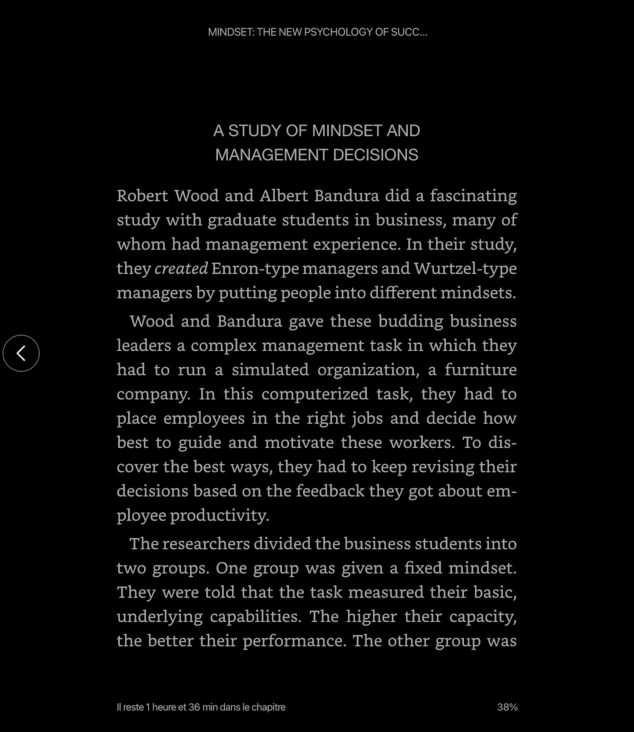 MINDSET: THE NEW PSYCHOLOGY OF SUCC...
A STUDY OF MINDSET AND
MANAGEMENT DECISIONS
Robert Wood and Albert Bandura did a fascinating
study with graduate students in business, many of
whom had management experience. In their study,
they created Enron-type managers and Wurtzel-type
managers by putting people into different mindsets.
Wood and Bandura gave these budding business
leaders a complex management task in which they
had to run a simulated organization, a furniture
company. In this computerized task, they had to
place employees in the right jobs and decide how
best to guide and motivate these workers. To dis-
cover the best ways, they had to keep revising their
decisions based on the feedback they got about em-
ployee productivity.
The researchers divided the business students into
two groups. One group was given a fixed mindset.
They were told that the task measured their basic,
underlying capabilities. The higher their capacity,
the better their performance. The other group was
Il reste 1 heure et 36 min dans le chapitre
38%